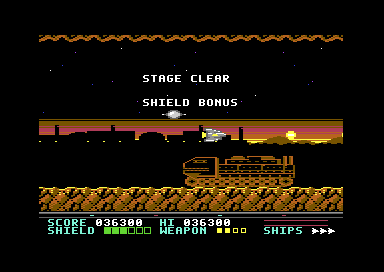 STAGE CLEAR
SHIELD BONUS
SCORE 036300 HI 036300
SHIELD WEAPON SHIPS